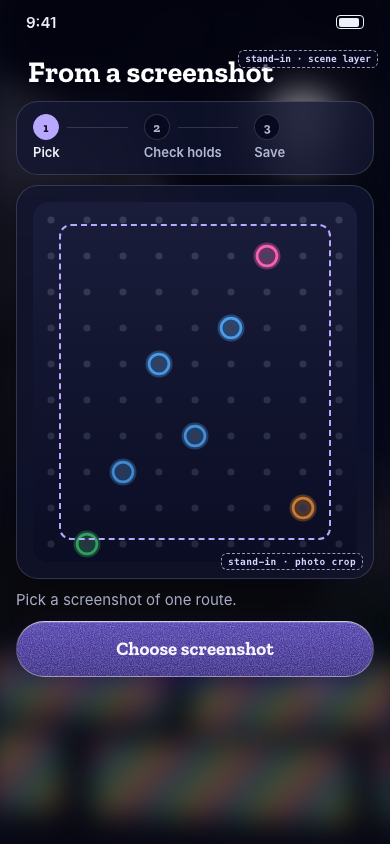 9:41
stand-in · scene layer
From a screenshot
1
2
3
Pick
Check holds
Save
stand-in · photo crop
Pick a screenshot of one route.
Choose screenshot